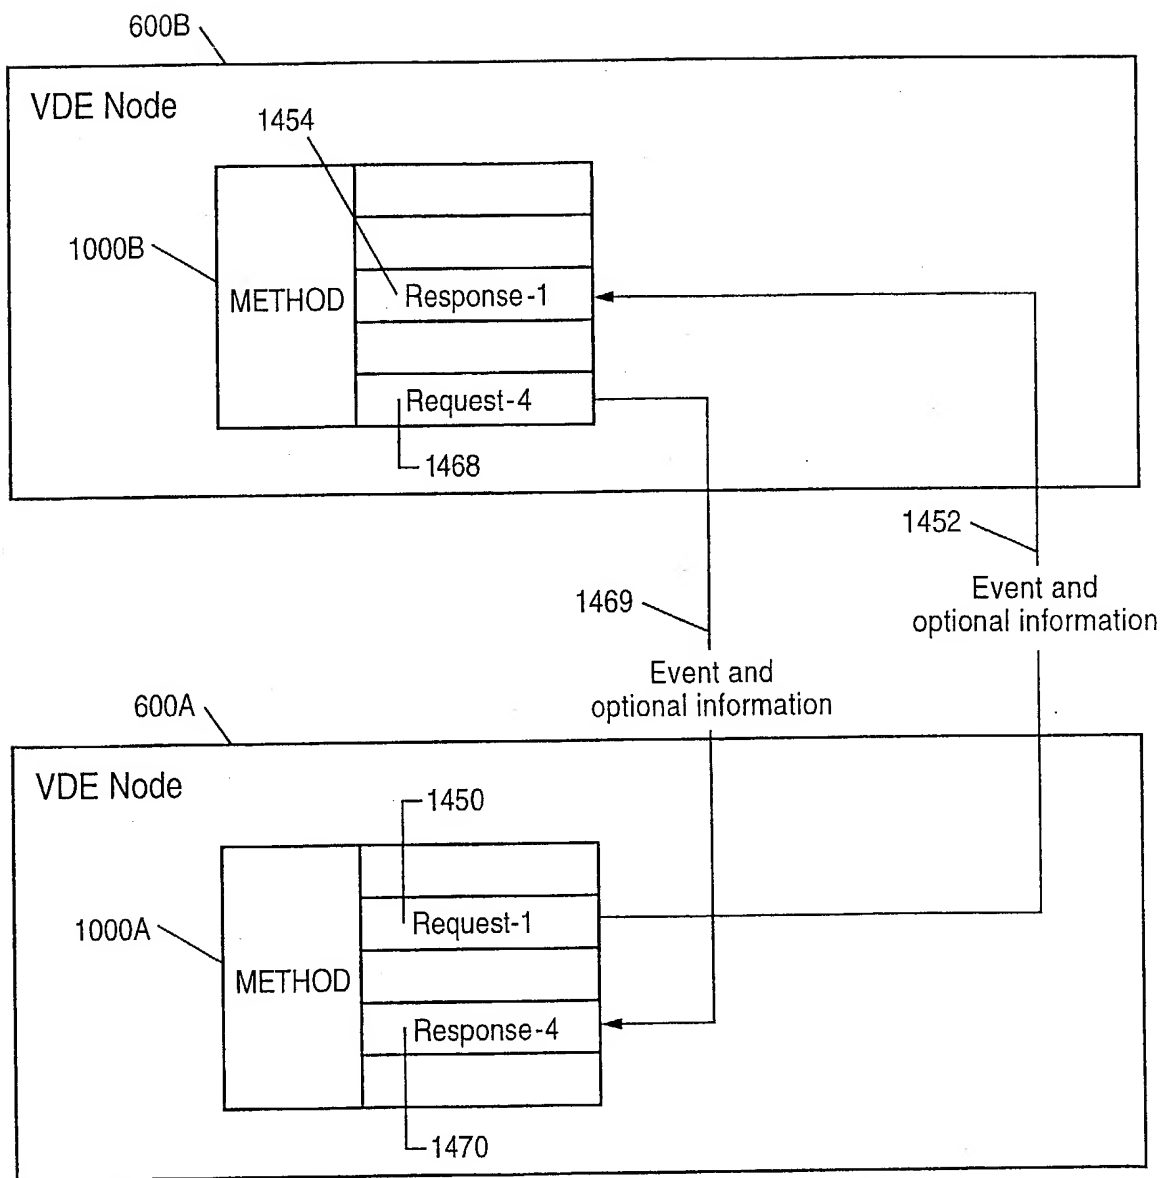 600B
VDE Node
1454
1000B
METHOD
Response-1
Request-4
1468
1452
Event and
optional information
1469
Event and
optional information
600A
VDE Node
1450
1000A
METHOD
Request-1
Response-4
1470